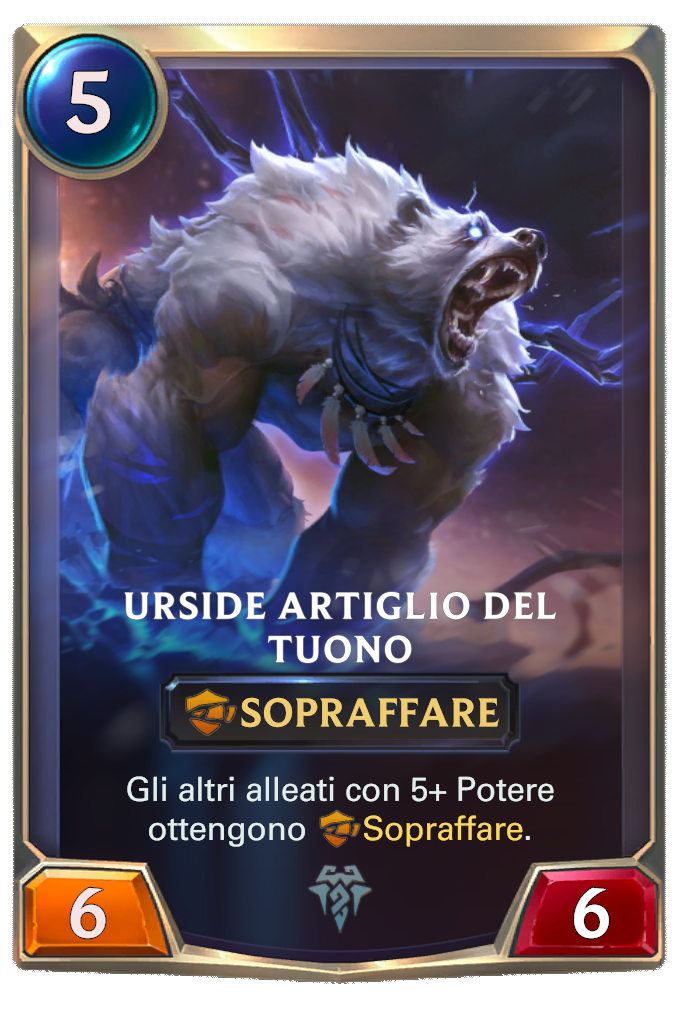 5
URSIDE ARTIGLIO DEL
TUONO
SOPRAFFARE
Gli altri alleati con 5+ Potere
ottengono Sopraffare.
6
6